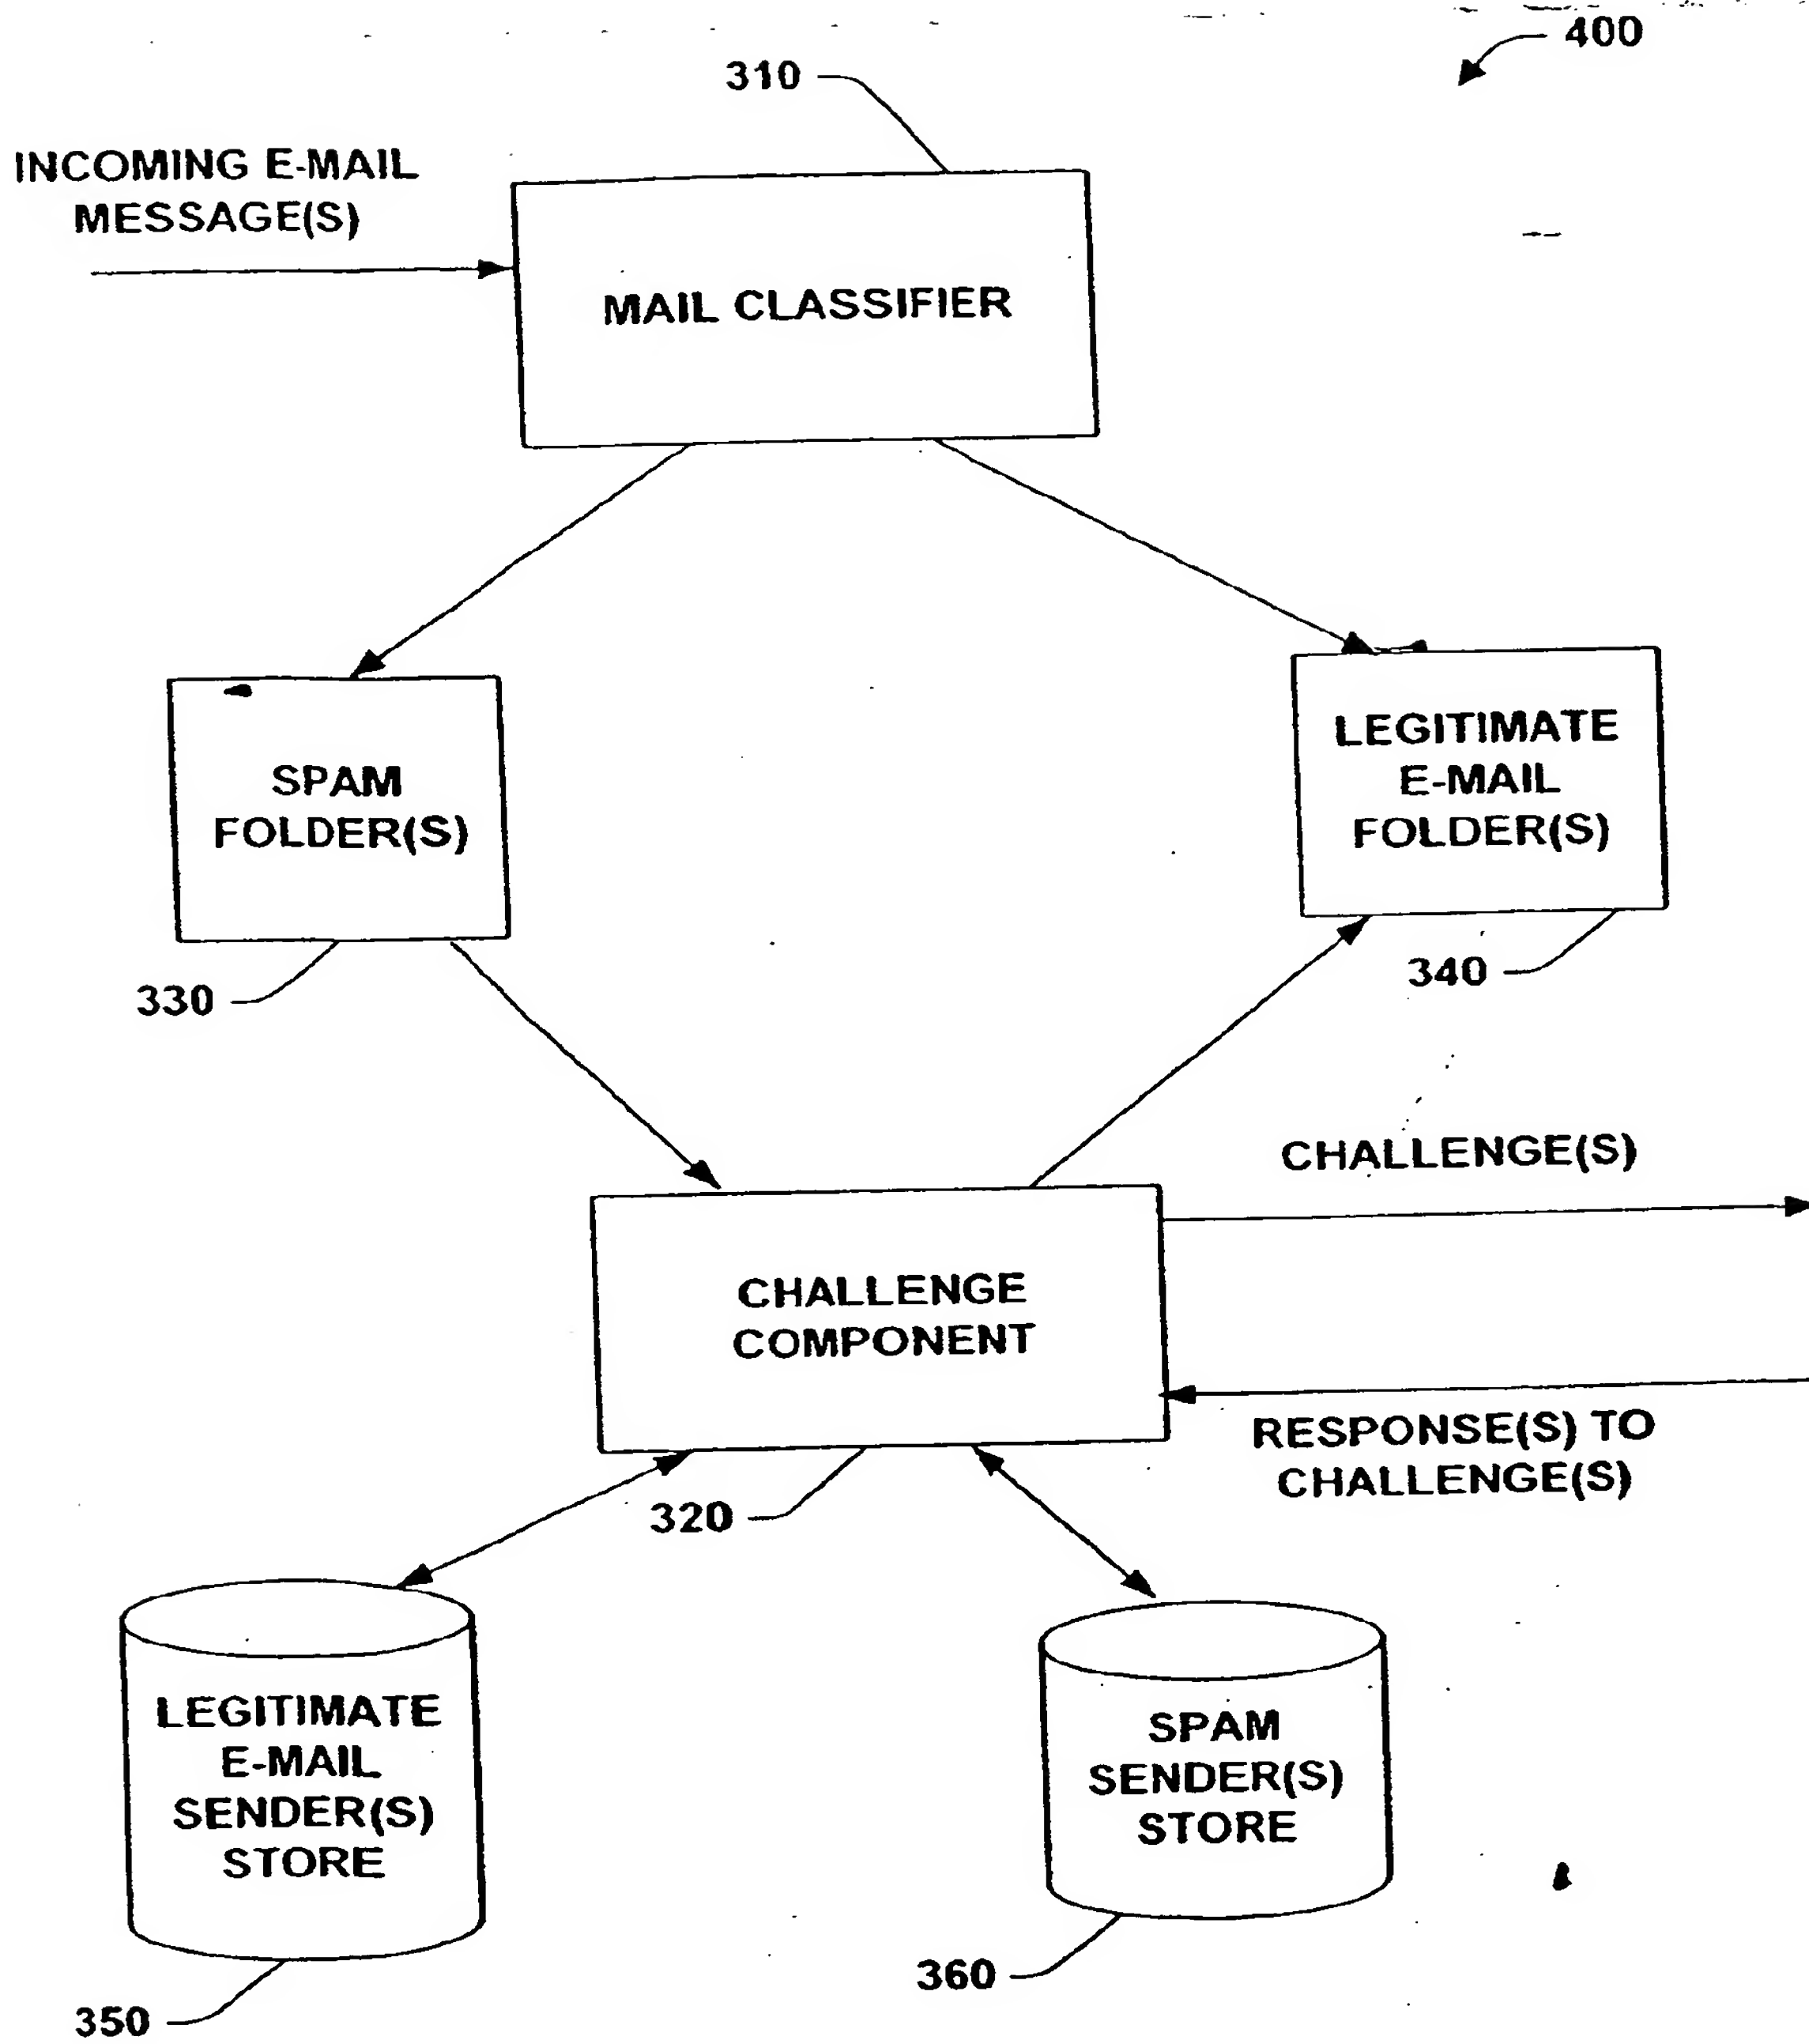 400
310
INCOMING E-MAIL
MESSAGE(S)
MAIL CLASSIFIER
SPAM
FOLDER(S)
LEGITIMATE
E-MAIL
FOLDER(S)
330
340
CHALLENGE(S)
CHALLENGE
COMPONENT
RESPONSE(S) TO
CHALLENGE(S)
320
LEGITIMATE
E-MAIL
SENDER(S)
STORE
SPAM
SENDER(S)
STORE
350
360